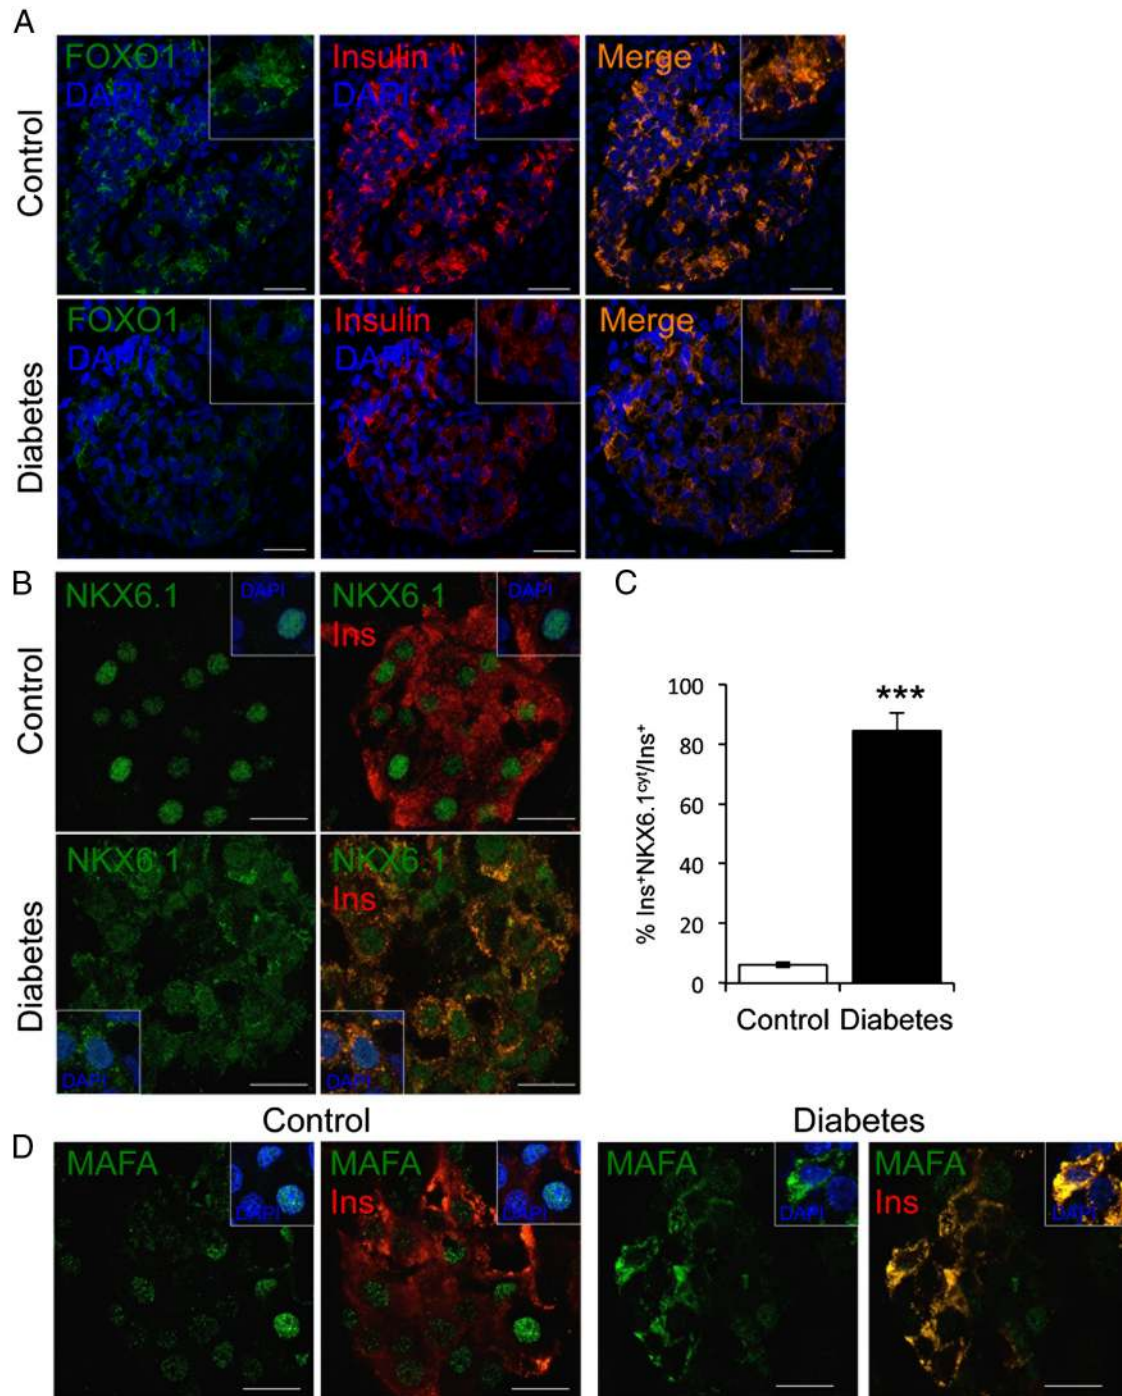 A
FOXO1
DAPI
Insulin
DAPI
Merge
Control
FOXO1
DAPI
Insulin
DAPI
Merge
Diabetes
B
NKX6.1
DAPI
NKX6.1
Ins
DAPI
Control
NKX6.1
DAPI
NKX6.1
Ins
DAPI
Diabetes
C
% Ins⁺NKX6.1ᶜʸᵗ/Ins⁺
100
80
60
40
20
0
***
Control Diabetes
D
Control
Diabetes
MAFA
DAPI
MAFA
Ins
DAPI
MAFA
DAPI
MAFA
Ins
DAPI